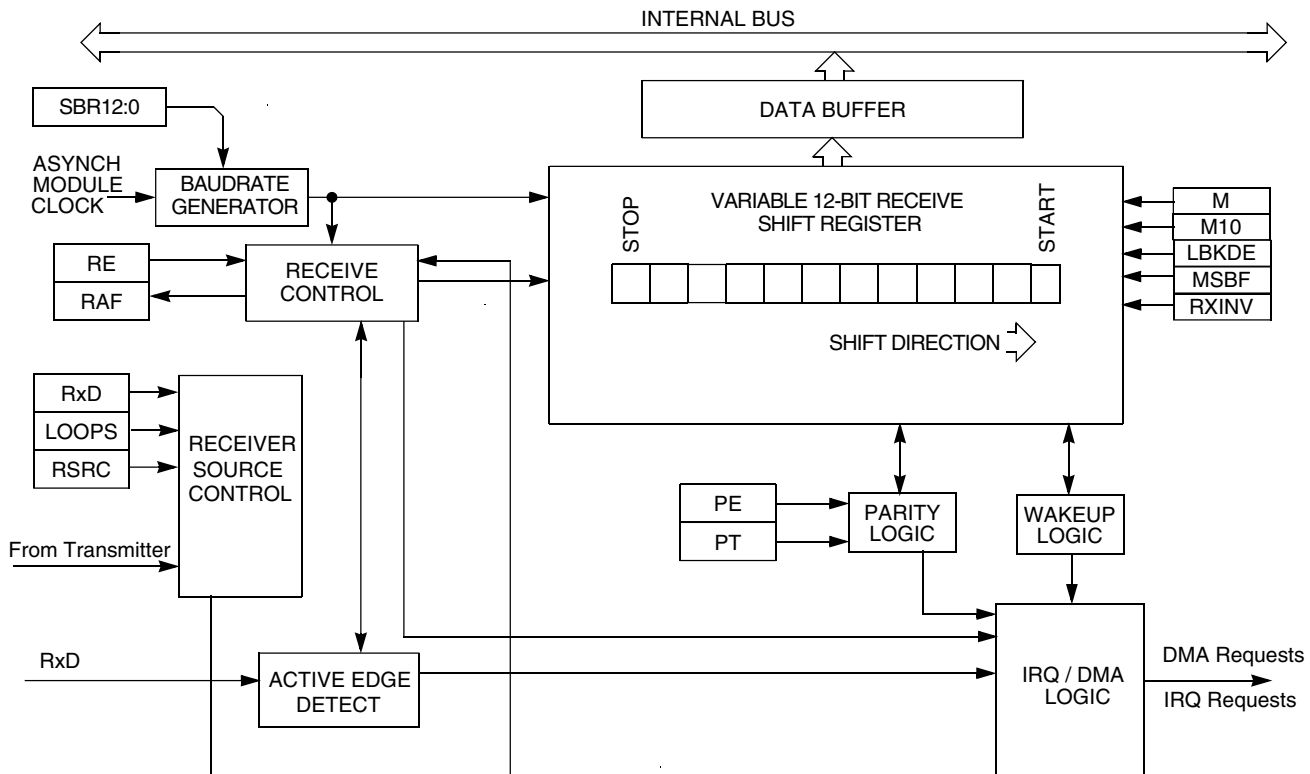 INTERNAL BUS
SBR12:0
DATA BUFFER
ASYNCH
MODULE
CLOCK
BAUDRATE
GENERATOR
VARIABLE 12-BIT RECEIVE
SHIFT REGISTER
STOP
START
M
M10
LBKDE
MSBF
RXINV
RE
RAF
RECEIVE
CONTROL
SHIFT DIRECTION
RxD
LOOPS
RSRC
RECEIVER
SOURCE
CONTROL
From Transmitter
PE
PT
PARITY
LOGIC
WAKEUP
LOGIC
RxD
ACTIVE EDGE
DETECT
IRQ / DMA
LOGIC
DMA Requests
IRQ Requests